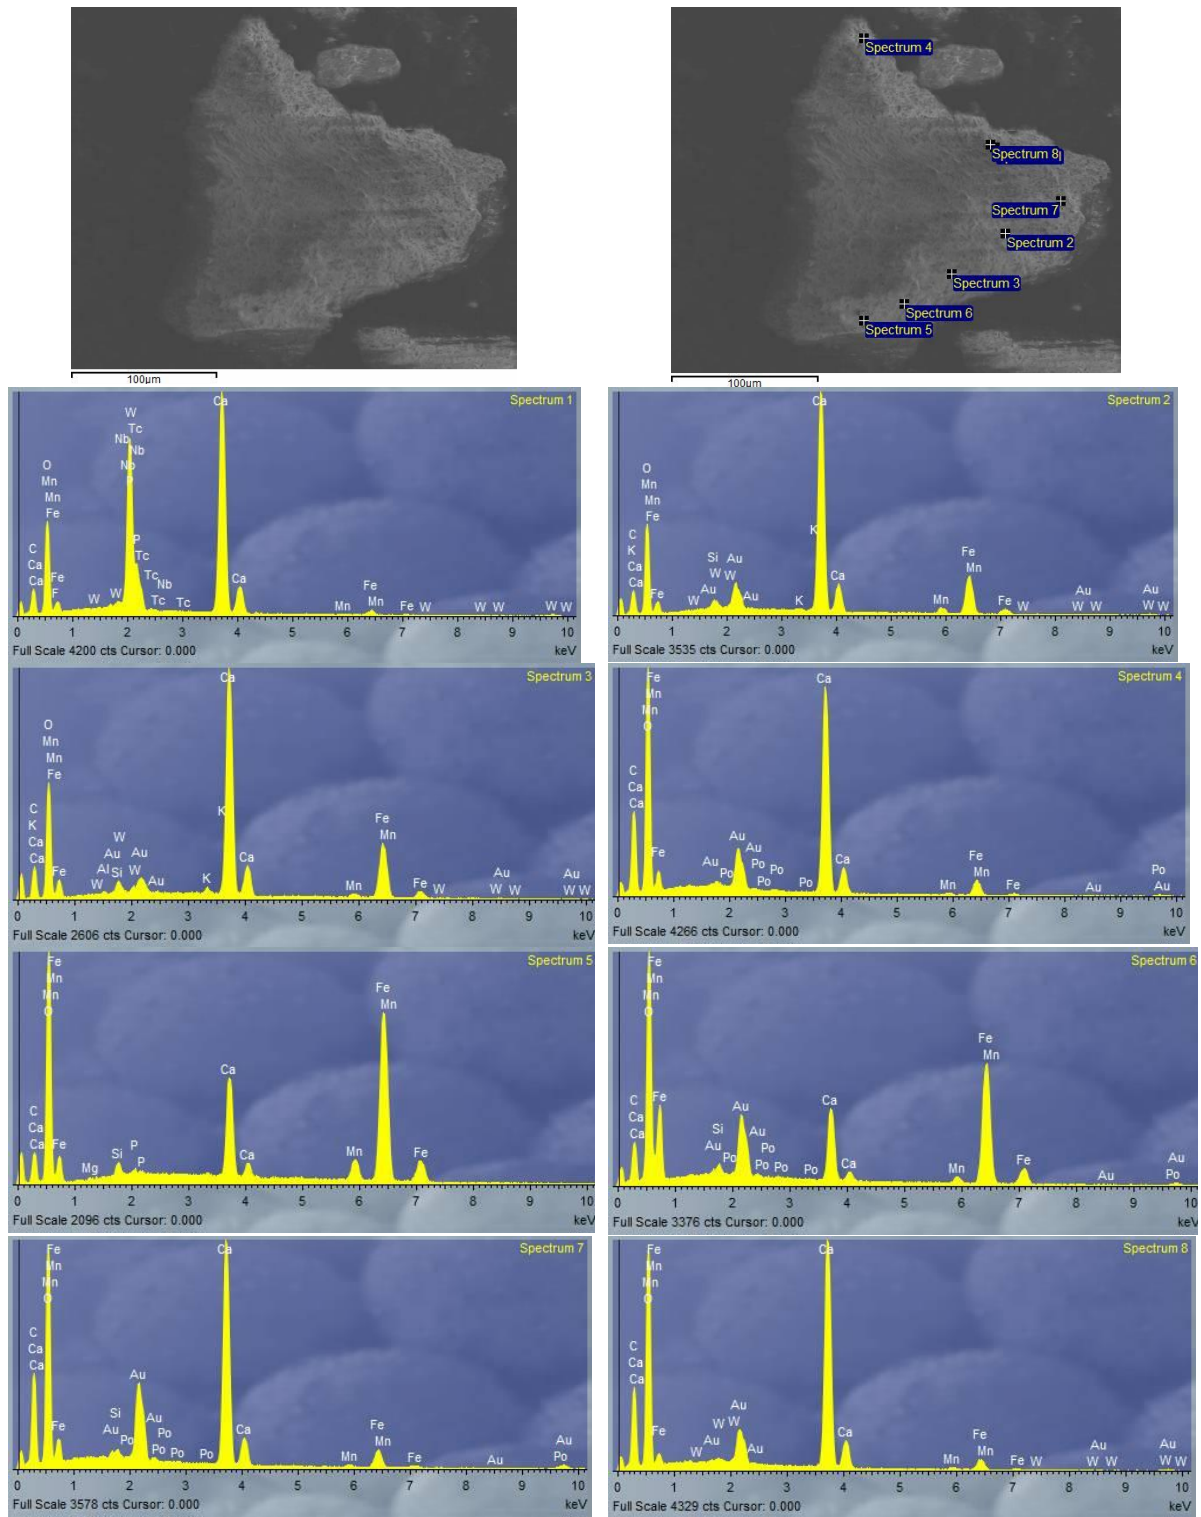 Spectrum 4
Spectrum 8
Spectrum 7
Spectrum 2
Spectrum 3
Spectrum 6
Spectrum 5
100µm
100µm
Spectrum 1
Ca
W
Tc
Nb
Nb
Nb
P
O
Mn
Mn
Fe
C
Ca
Ca
Fe
F
W
W
P
Tc
Tc
Nb
Tc
Tc
Ca
Mn
Fe
Mn
Fe
W
W
W
W
W
0 1 2 3 4 5 6 7 8 9 10
Full Scale 4200 cts Cursor: 0.000 keV
Spectrum 2
Ca
O
Mn
Mn
Fe
C
K
Ca
Ca
Fe
W
Si
W
Au
Au
W
Au
K
K
Ca
Mn
Fe
Mn
Fe
W
Au
W
W
Au
W
W
0 1 2 3 4 5 6 7 8 9 10
Full Scale 3535 cts Cursor: 0.000 keV
Spectrum 3
Ca
O
Mn
Mn
Fe
C
K
Ca
Ca
Fe
W
Al
Au
W
Si
Au
W
Au
K
K
Ca
Mn
Fe
Mn
Fe
W
Au
W
W
Au
W
W
0 1 2 3 4 5 6 7 8 9 10
Full Scale 2606 cts Cursor: 0.000 keV
Spectrum 4
Fe
Mn
Mn
O
C
Ca
Ca
Fe
Au
Po
Au
Au
Po
Po
Po
Po
Ca
Ca
Mn
Fe
Mn
Fe
Au
Po
Au
0 1 2 3 4 5 6 7 8 9 10
Full Scale 4266 cts Cursor: 0.000 keV
Spectrum 5
Fe
Mn
Mn
O
C
Ca
Ca
Fe
Mg
Si
P
P
Ca
Ca
Mn
Fe
Mn
Fe
0 1 2 3 4 5 6 7 8 9 10
Full Scale 2096 cts Cursor: 0.000 keV
Spectrum 6
Fe
Mn
Mn
O
C
Ca
Ca
Fe
Si
Au
Po
Au
Au
Po
Po
Po
Po
Ca
Ca
Mn
Fe
Mn
Fe
Au
Au
Po
0 1 2 3 4 5 6 7 8 9 10
Full Scale 3376 cts Cursor: 0.000 keV
Spectrum 7
Fe
Mn
Mn
O
C
Ca
Ca
Fe
Si
Au
Po
Au
Au
Po
Po
Po
Po
Ca
Ca
Mn
Fe
Mn
Fe
Au
Au
Po
0 1 2 3 4 5 6 7 8 9 10
Full Scale 3578 cts Cursor: 0.000 keV
Spectrum 8
Fe
Mn
Mn
O
C
Ca
Ca
Fe
W
Au
W
W
Au
Au
Ca
Ca
Mn
Fe
Mn
Fe
W
Au
W
W
Au
W
W
0 1 2 3 4 5 6 7 8 9 10
Full Scale 4329 cts Cursor: 0.000 keV